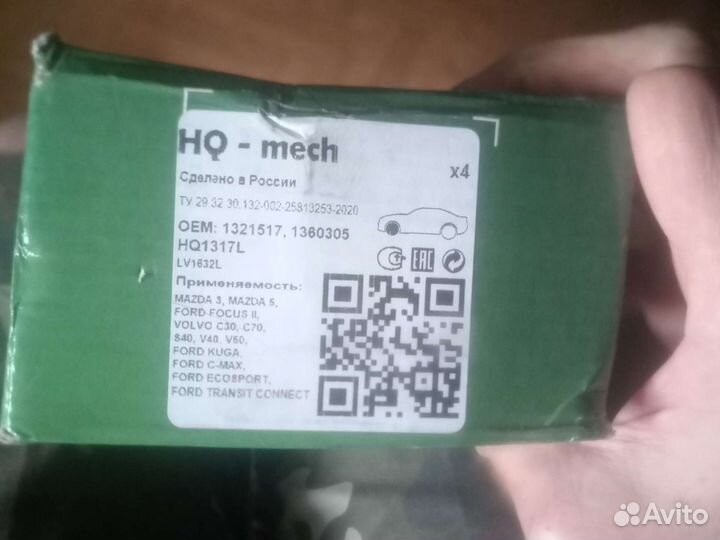 HQ - mech
x4
Сделано в России
ТУ 29.32.30.132-002-25813253-2020
OEM: 1321517, 1360305
HQ1317L
LV1632L
EAC
Применяемость:
MAZDA 3, MAZDA 5,
FORD FOCUS II,
VOLVO C30, C70,
S40, V40, V50,
FORD KUGA,
FORD C-MAX,
FORD ECOSPORT,
FORD TRANSIT CONNECT
Avito